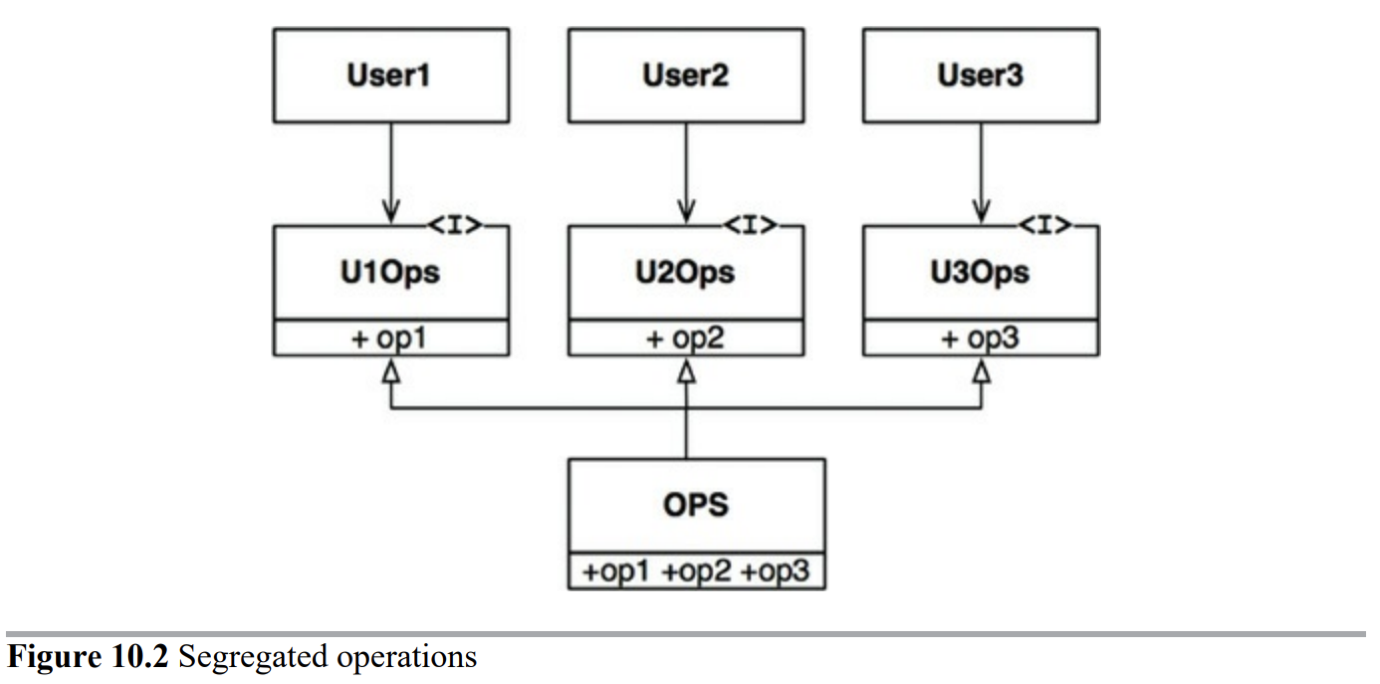 User1 User2 User3
<I> <I> <I>
U1Ops U2Ops U3Ops
+ op1 + op2 + op3
OPS
+op1 +op2 +op3
Figure 10.2 Segregated operations